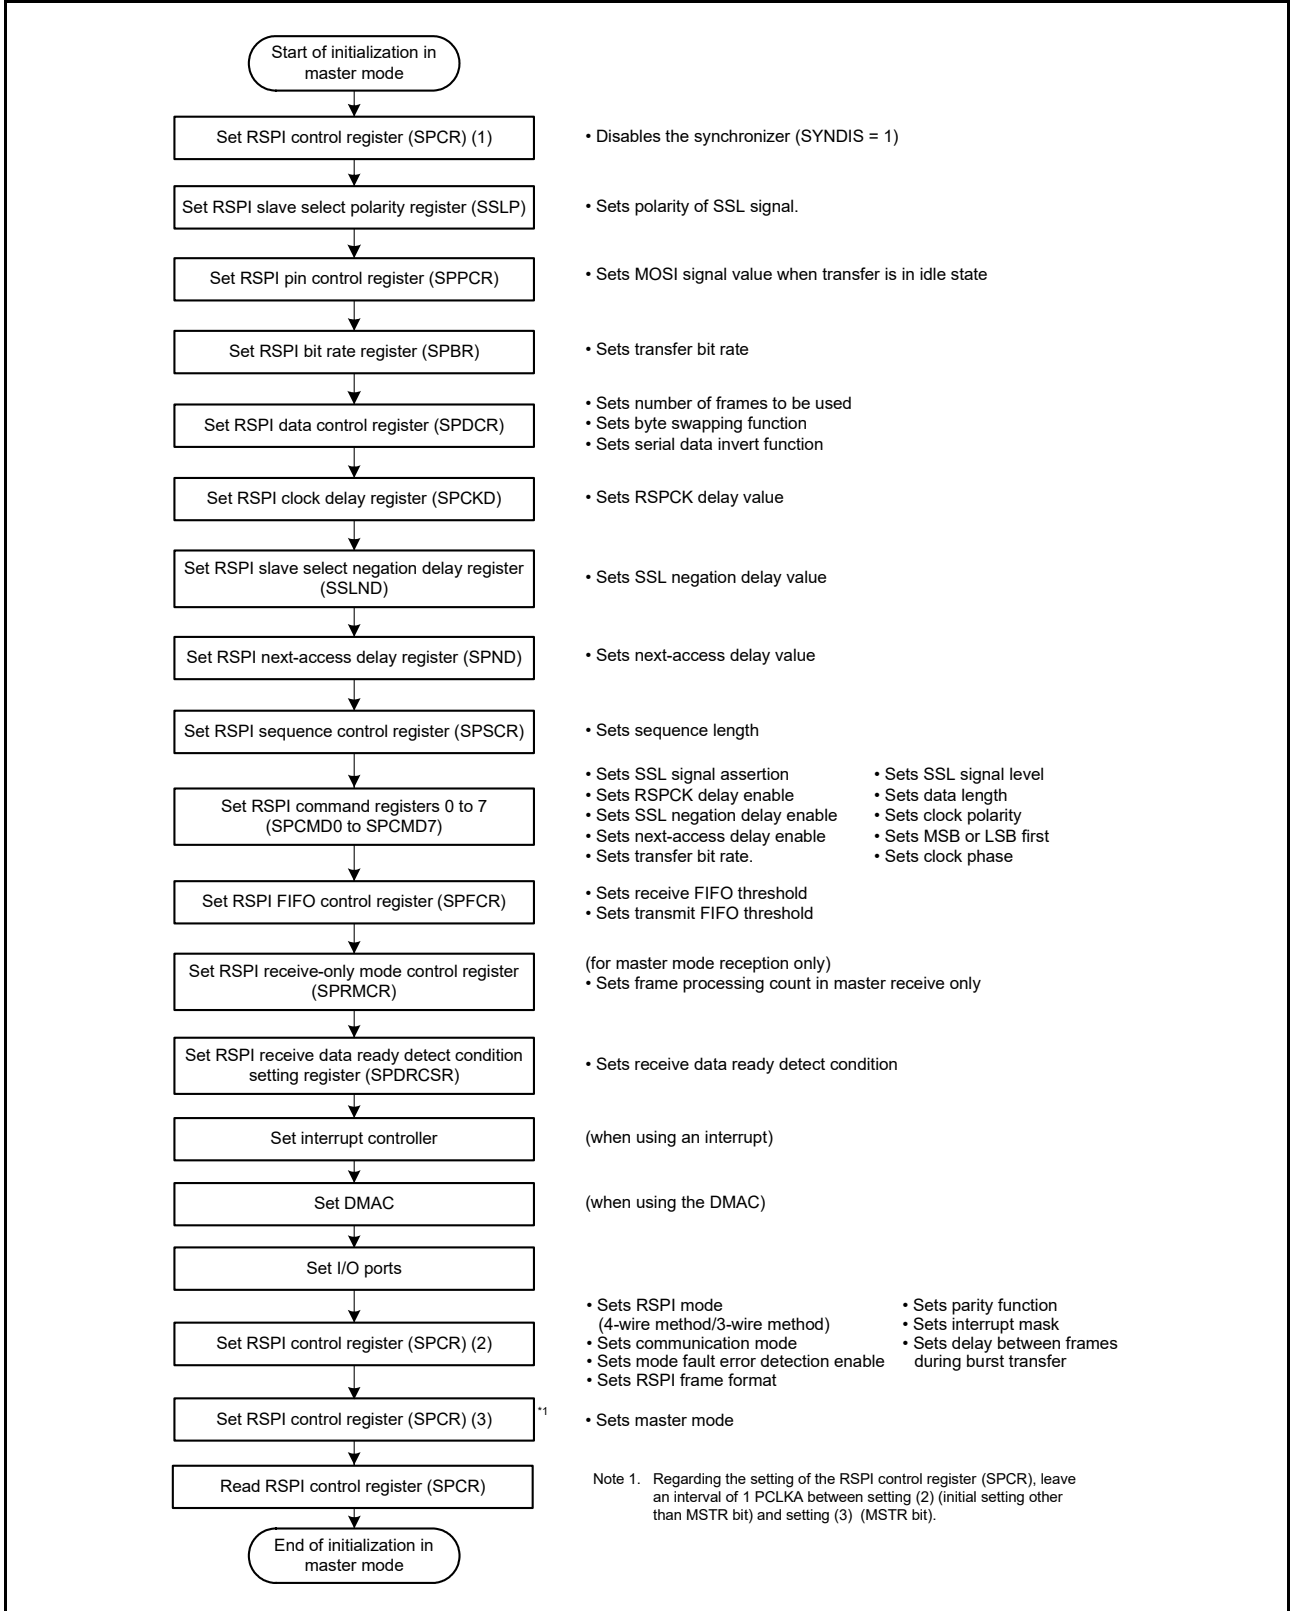 Start of initialization in
master mode
Set RSPI control register (SPCR) (1)
• Disables the synchronizer (SYNDIS = 1)
Set RSPI slave select polarity register (SSLP)
• Sets polarity of SSL signal.
Set RSPI pin control register (SPPCR)
• Sets MOSI signal value when transfer is in idle state
Set RSPI bit rate register (SPBR)
• Sets transfer bit rate
Set RSPI data control register (SPDCR)
• Sets number of frames to be used
• Sets byte swapping function
• Sets serial data invert function
Set RSPI clock delay register (SPCKD)
• Sets RSPCK delay value
Set RSPI slave select negation delay register
(SSLND)
• Sets SSL negation delay value
Set RSPI next-access delay register (SPND)
• Sets next-access delay value
Set RSPI sequence control register (SPSCR)
• Sets sequence length
Set RSPI command registers 0 to 7
(SPCMD0 to SPCMD7)
• Sets SSL signal assertion
• Sets RSPCK delay enable
• Sets SSL negation delay enable
• Sets next-access delay enable
• Sets transfer bit rate.
• Sets SSL signal level
• Sets data length
• Sets clock polarity
• Sets MSB or LSB first
• Sets clock phase
Set RSPI FIFO control register (SPFCR)
• Sets receive FIFO threshold
• Sets transmit FIFO threshold
Set RSPI receive-only mode control register
(SPRMCR)
(for master mode reception only)
• Sets frame processing count in master receive only
Set RSPI receive data ready detect condition
setting register (SPDRCSR)
• Sets receive data ready detect condition
Set interrupt controller
(when using an interrupt)
Set DMAC
(when using the DMAC)
Set I/O ports
Set RSPI control register (SPCR) (2)
• Sets RSPI mode
(4-wire method/3-wire method)
• Sets communication mode
• Sets mode fault error detection enable
• Sets RSPI frame format
• Sets parity function
• Sets interrupt mask
• Sets delay between frames
during burst transfer
Set RSPI control register (SPCR) (3)
*1
• Sets master mode
Read RSPI control register (SPCR)
Note 1. Regarding the setting of the RSPI control register (SPCR), leave
an interval of 1 PCLKA between setting (2) (initial setting other
than MSTR bit) and setting (3) (MSTR bit).
End of initialization in
master mode